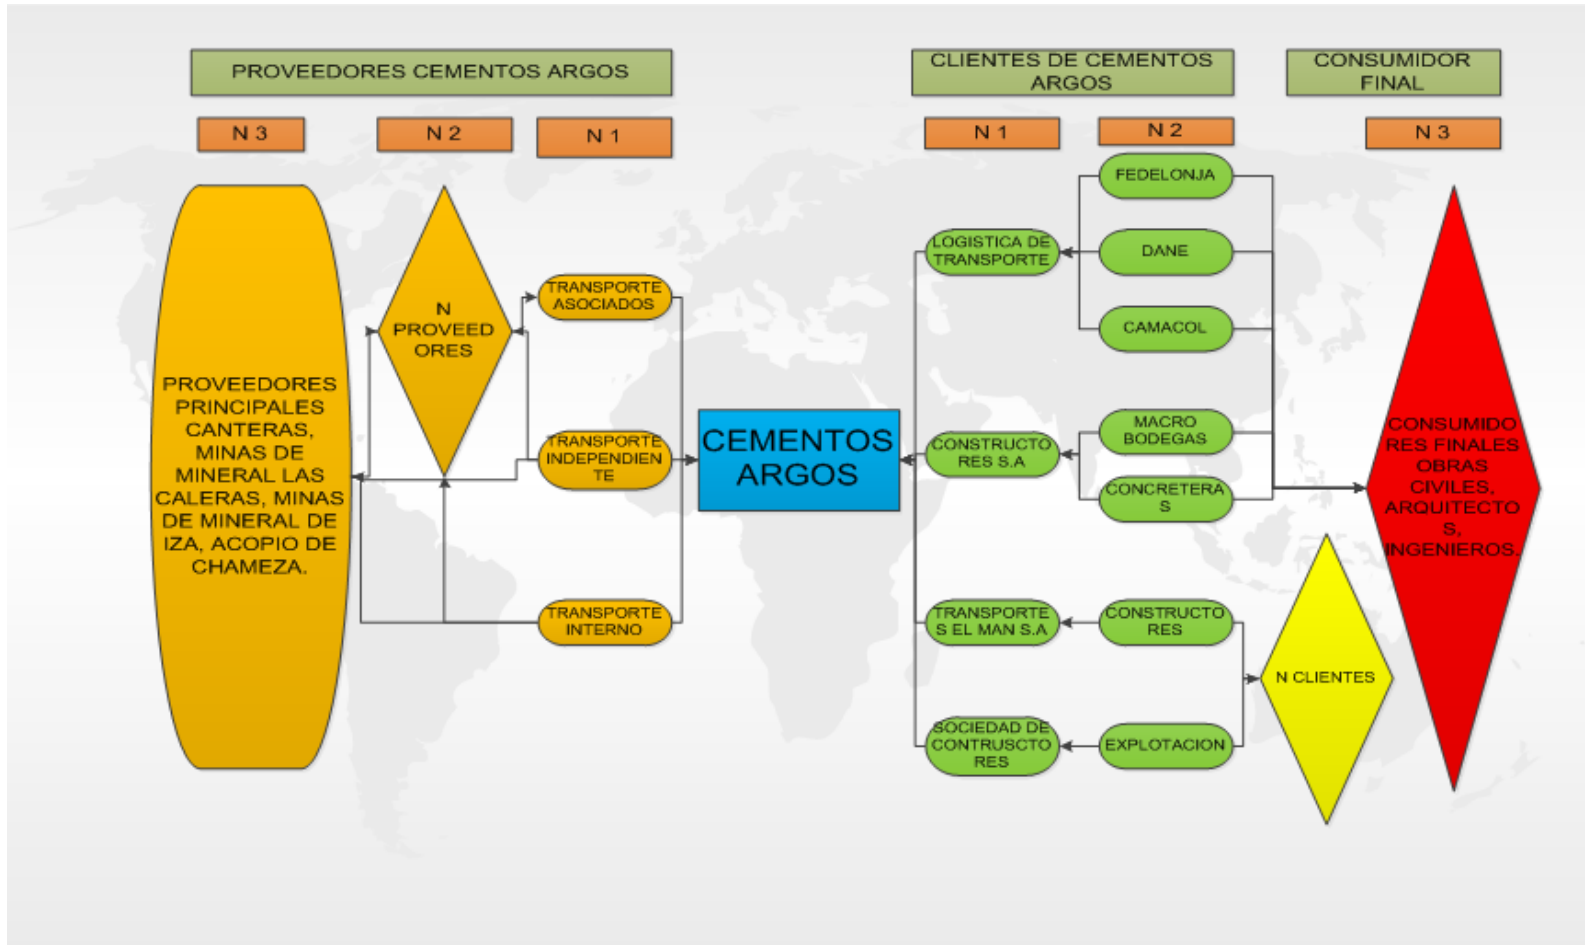 PROVEEDORES CEMENTOS ARGOS
CLIENTES DE CEMENTOS
ARGOS
CONSUMIDOR
FINAL
N 3
N 2
N 1
N 1
N 2
N 3
PROVEEDORES
PRINCIPALES
CANTERAS,
MINAS DE
MINERAL LAS
CALERAS, MINAS
DE MINERAL DE
IZA, ACOPIO DE
CHAMEZA.
N
PROVEED
ORES
TRANSPORTE
ASOCIADOS
TRANSPORTE
INDEPENDIEN
TE
TRANSPORTE
INTERNO
CEMENTOS
ARGOS
LOGISTICA DE
TRANSPORTE
CONSTRUCTO
RES S.A
TRANSPORTE
S EL MAN S.A
SOCIEDAD DE
CONTRUSCTO
RES
FEDELONJA
DANE
CAMACOL
MACRO
BODEGAS
CONCRETERA
S
CONSTRUCTO
RES
EXPLOTACION
N CLIENTES
CONSUMIDO
RES FINALES
OBRAS
CIVILES,
ARQUITECTO
S,
INGENIEROS.